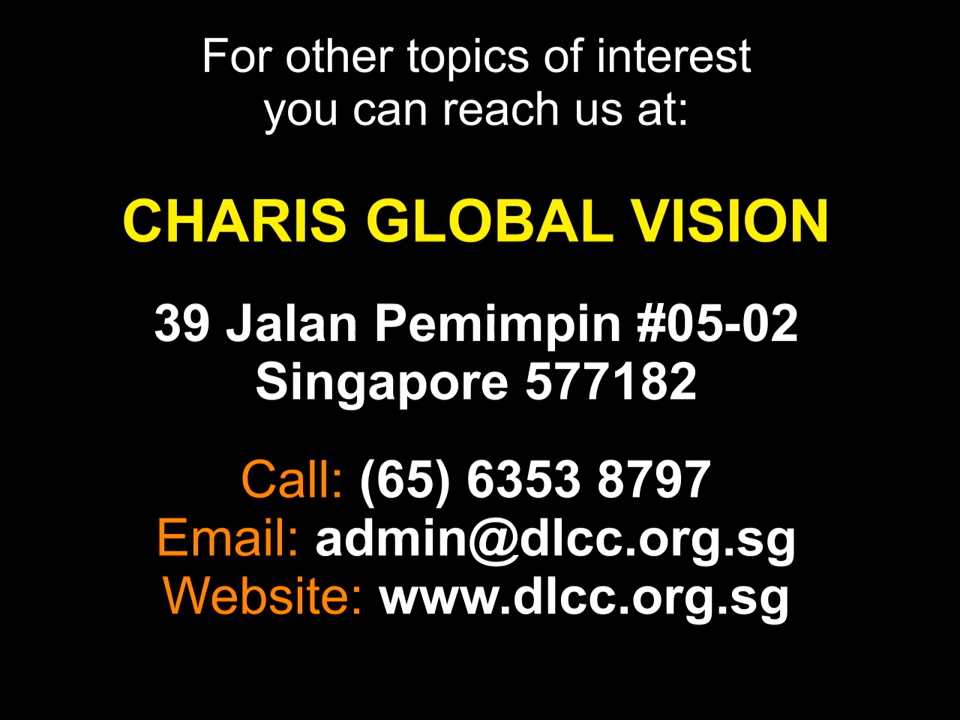 For other topics of interest
you can reach us at:
CHARIS GLOBAL VISION
39 Jalan Pemimpin #05-02
Singapore 577182
Call: (65) 6353 8797
Email: admin@dlcc.org.sg
Website: www.dlcc.org.sg